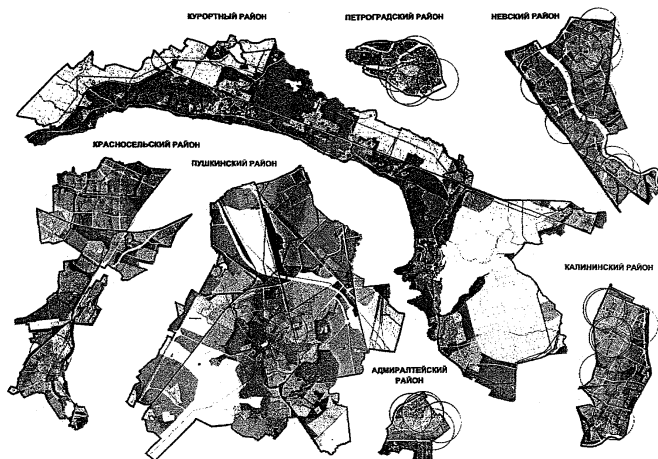 КУРОРТНЫЙ РАЙОН
ПЕТРОГРАДСКИЙ РАЙОН
НЕВСКИЙ РАЙОН
КРАСНОСЕЛЬСКИЙ РАЙОН
ПУШКИНСКИЙ РАЙОН
КАЛИНИНСКИЙ РАЙОН
АДМИРАЛТЕЙСКИЙ
РАЙОН